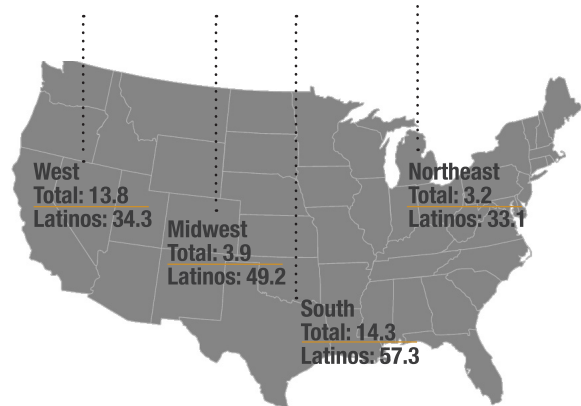 West
Total: 13.8
Latinos: 34.3
Midwest
Total: 3.9
Latinos: 49.2
South
Total: 14.3
Latinos: 57.3
Northeast
Total: 3.2
Latinos: 33.1